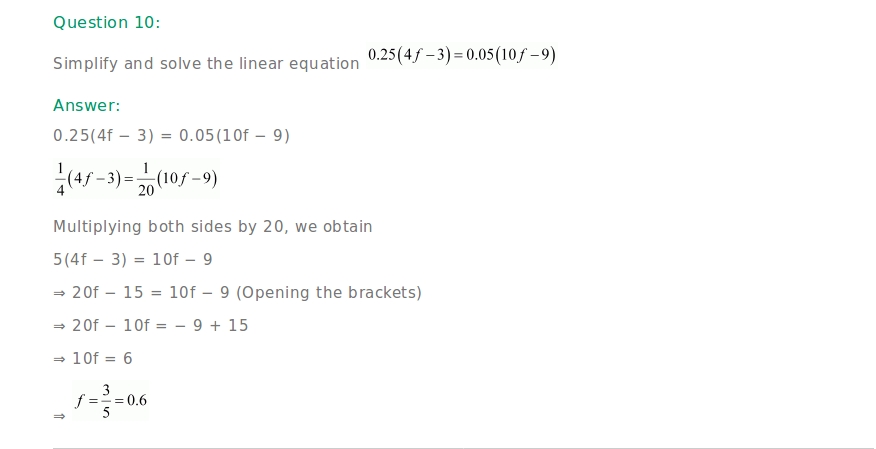 Question 10:
Simplify and solve the linear equation 0.25(4f−3)=0.05(10f−9)
Answer:
0.25(4f − 3) = 0.05(10f − 9)
1/4(4f−3)=1/20(10f−9)
Multiplying both sides by 20, we obtain
5(4f − 3) = 10f − 9
⇒ 20f − 15 = 10f − 9 (Opening the brackets)
⇒ 20f − 10f = − 9 + 15
⇒ 10f = 6
⇒ f=3/5=0.6